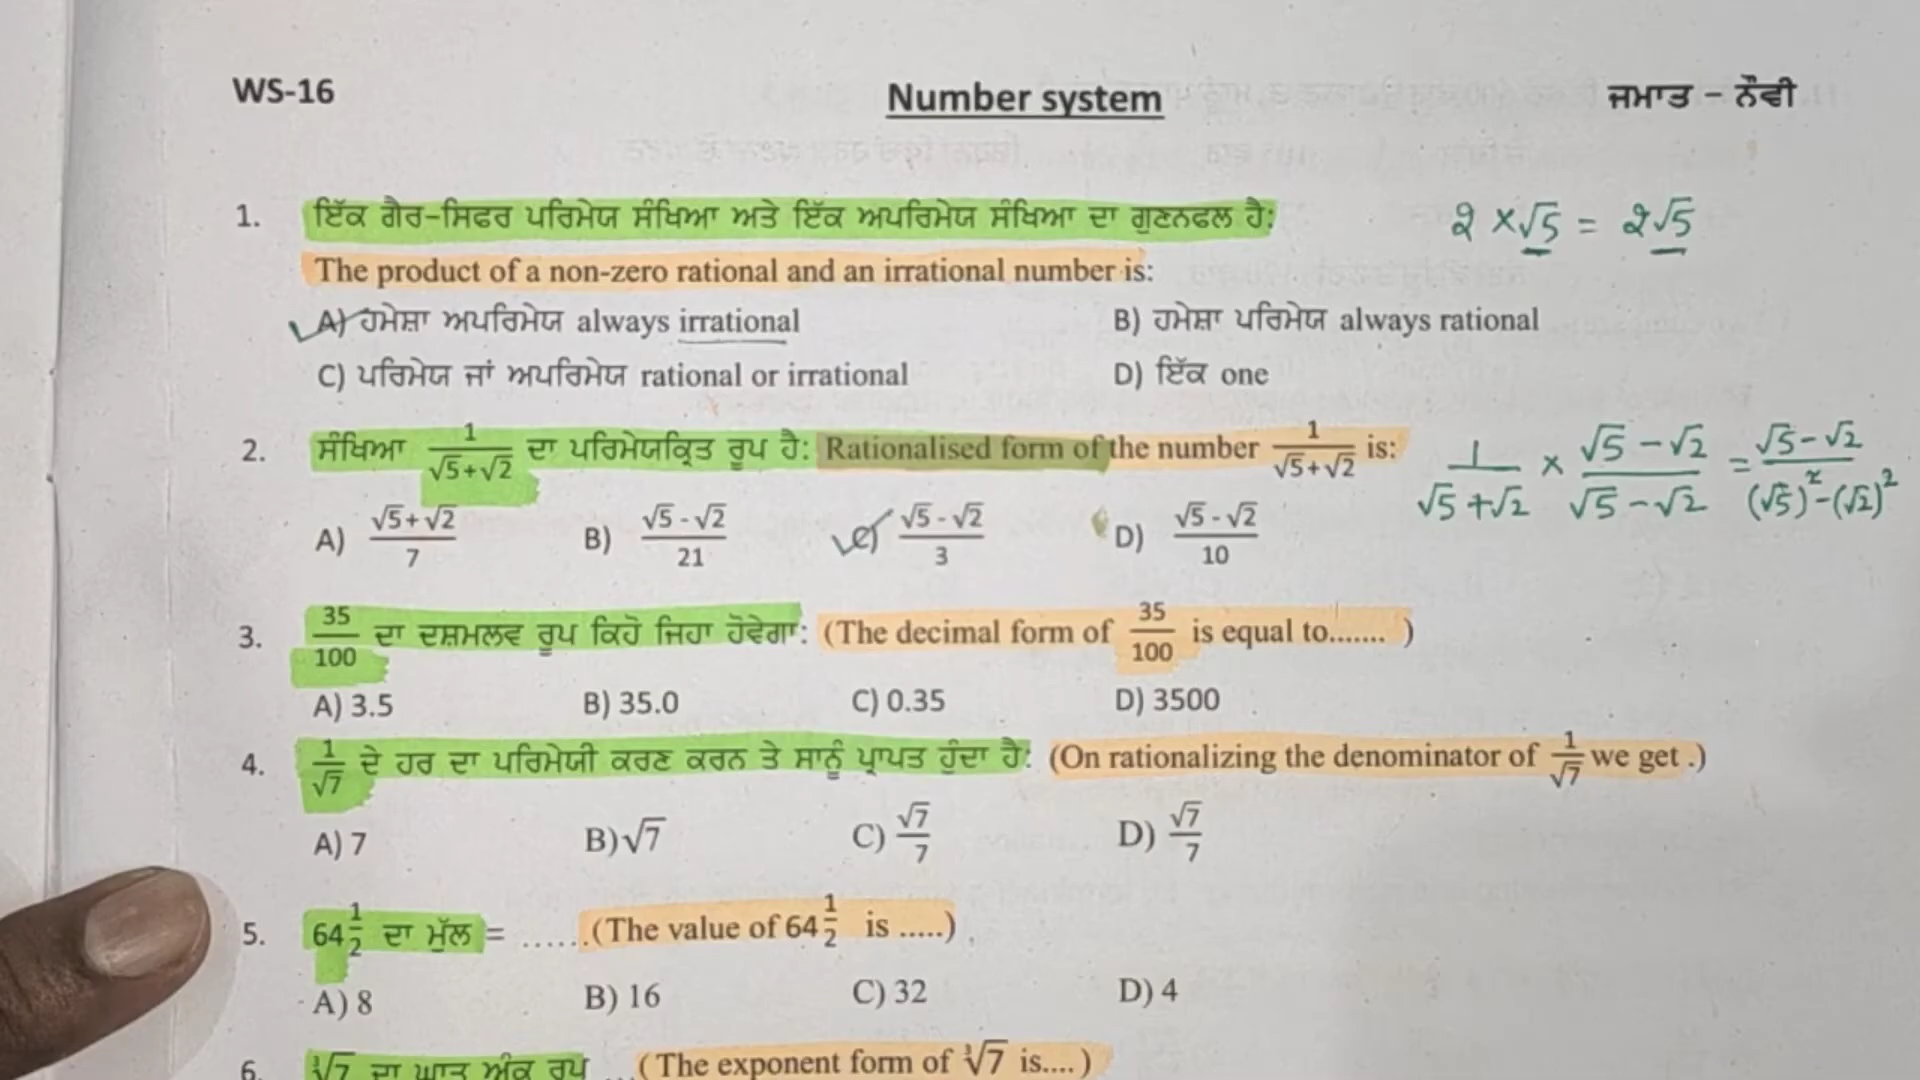 WS-16 Number system ਜਮਾਤ – ਨੌਵੀ
1. ਇੱਕ ਗੈਰ-ਸਿਫਰ ਪਰਿਮੇਯ ਸੰਖਿਆ ਅਤੇ ਇੱਕ ਅਪਰਿਮੇਯ ਸੰਖਿਆ ਦਾ ਗੁਣਨਫਲ ਹੈ: 2 × √5 = 2√5
The product of a non-zero rational and an irrational number is:
A) ਹਮੇਸ਼ਾ ਅਪਰਿਮੇਯ always irrational B) ਹਮੇਸ਼ਾ ਪਰਿਮੇਯ always rational
C) ਪਰਿਮੇਯ ਜਾਂ ਅਪਰਿਮੇਯ rational or irrational D) ਇੱਕ one
2. ਸੰਖਿਆ 1/(√5+√2) ਦਾ ਪਰਿਮੇਯਕ੍ਰਿਤ ਰੂਪ ਹੈ: Rationalised form of the number 1/(√5+√2) is: 1/(√5+√2) × (√5-√2)/(√5-√2) = (√5-√2)/((√5)²-(√2)²)
A) (√5+√2)/7 B) (√5-√2)/21 C) (√5-√2)/3 D) (√5-√2)/10
3. 35/100 ਦਾ ਦਸ਼ਮਲਵ ਰੂਪ ਕਿਹੋ ਜਿਹਾ ਹੋਵੇਗਾ: (The decimal form of 35/100 is equal to....... )
A) 3.5 B) 35.0 C) 0.35 D) 3500
4. 1/√7 ਦੇ ਹਰ ਦਾ ਪਰਿਮੇਯੀ ਕਰਣ ਕਰਨ ਤੇ ਸਾਨੂੰ ਪ੍ਰਾਪਤ ਹੁੰਦਾ ਹੈ: (On rationalizing the denominator of 1/√7 we get .)
A) 7 B) √7 C) √7/7 D) √7/7
5. 64^(1/2) ਦਾ ਮੁੱਲ = ...... (The value of 64^(1/2) is .....)
A) 8 B) 16 C) 32 D) 4
6. ∛7 ਦਾ ਘਾਤ ਅੰਕ ਰੂਪ ... (The exponent form of ∛7 is.... )